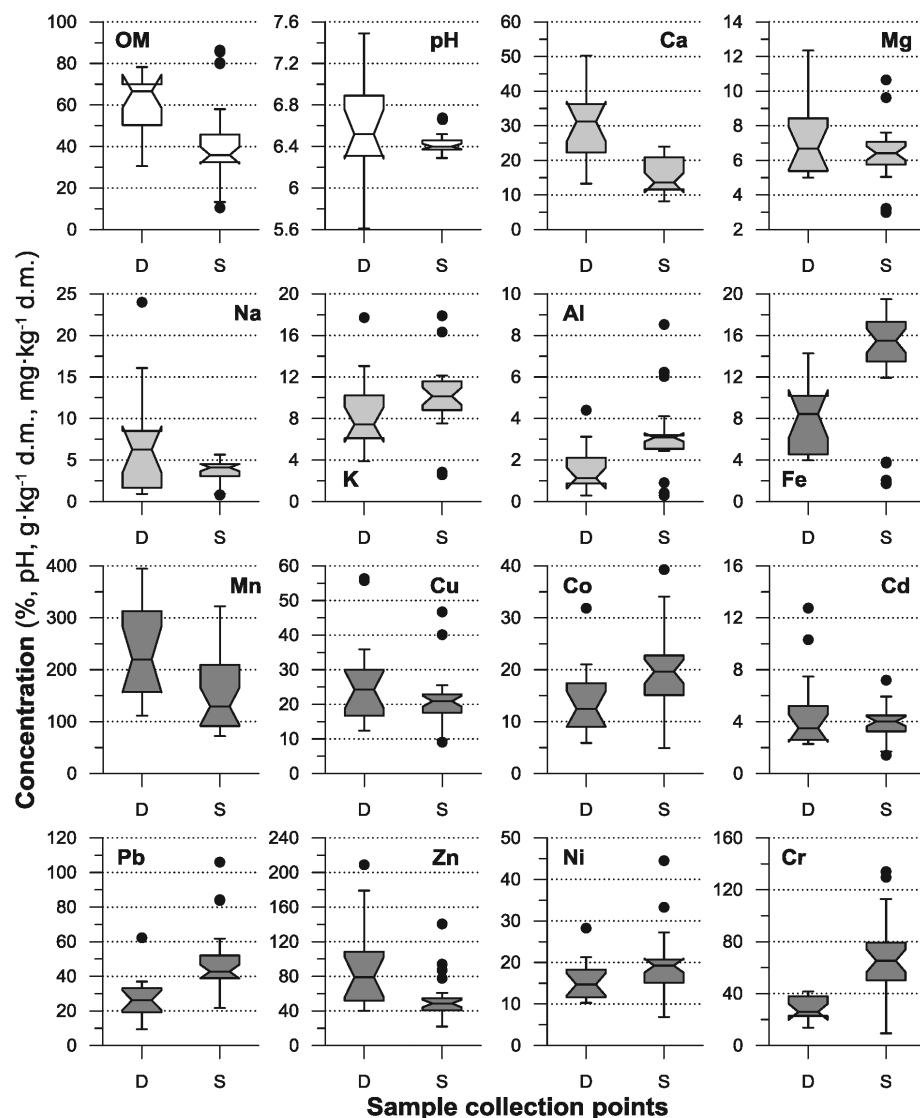 Concentration (%, pH, g·kg⁻¹ d.m., mg·kg⁻¹ d.m.)
OM
100
80
60
40
20
0
D S
pH
7.6
7.2
6.8
6.4
6
5.6
D S
Ca
60
50
40
30
20
10
0
D S
Mg
14
12
10
8
6
4
2
D S
Na
25
20
15
10
5
0
D S
K
20
16
12
8
4
0
D S
Al
10
8
6
4
2
0
D S
Fe
20
16
12
8
4
0
D S
Mn
400
300
200
100
0
D S
Cu
60
50
40
30
20
10
0
D S
Co
40
30
20
10
0
D S
Cd
16
12
8
4
0
D S
Pb
120
100
80
60
40
20
0
D S
Zn
240
200
160
120
80
40
0
D S
Ni
50
40
30
20
10
0
D S
Cr
160
120
80
40
0
D S
Sample collection points